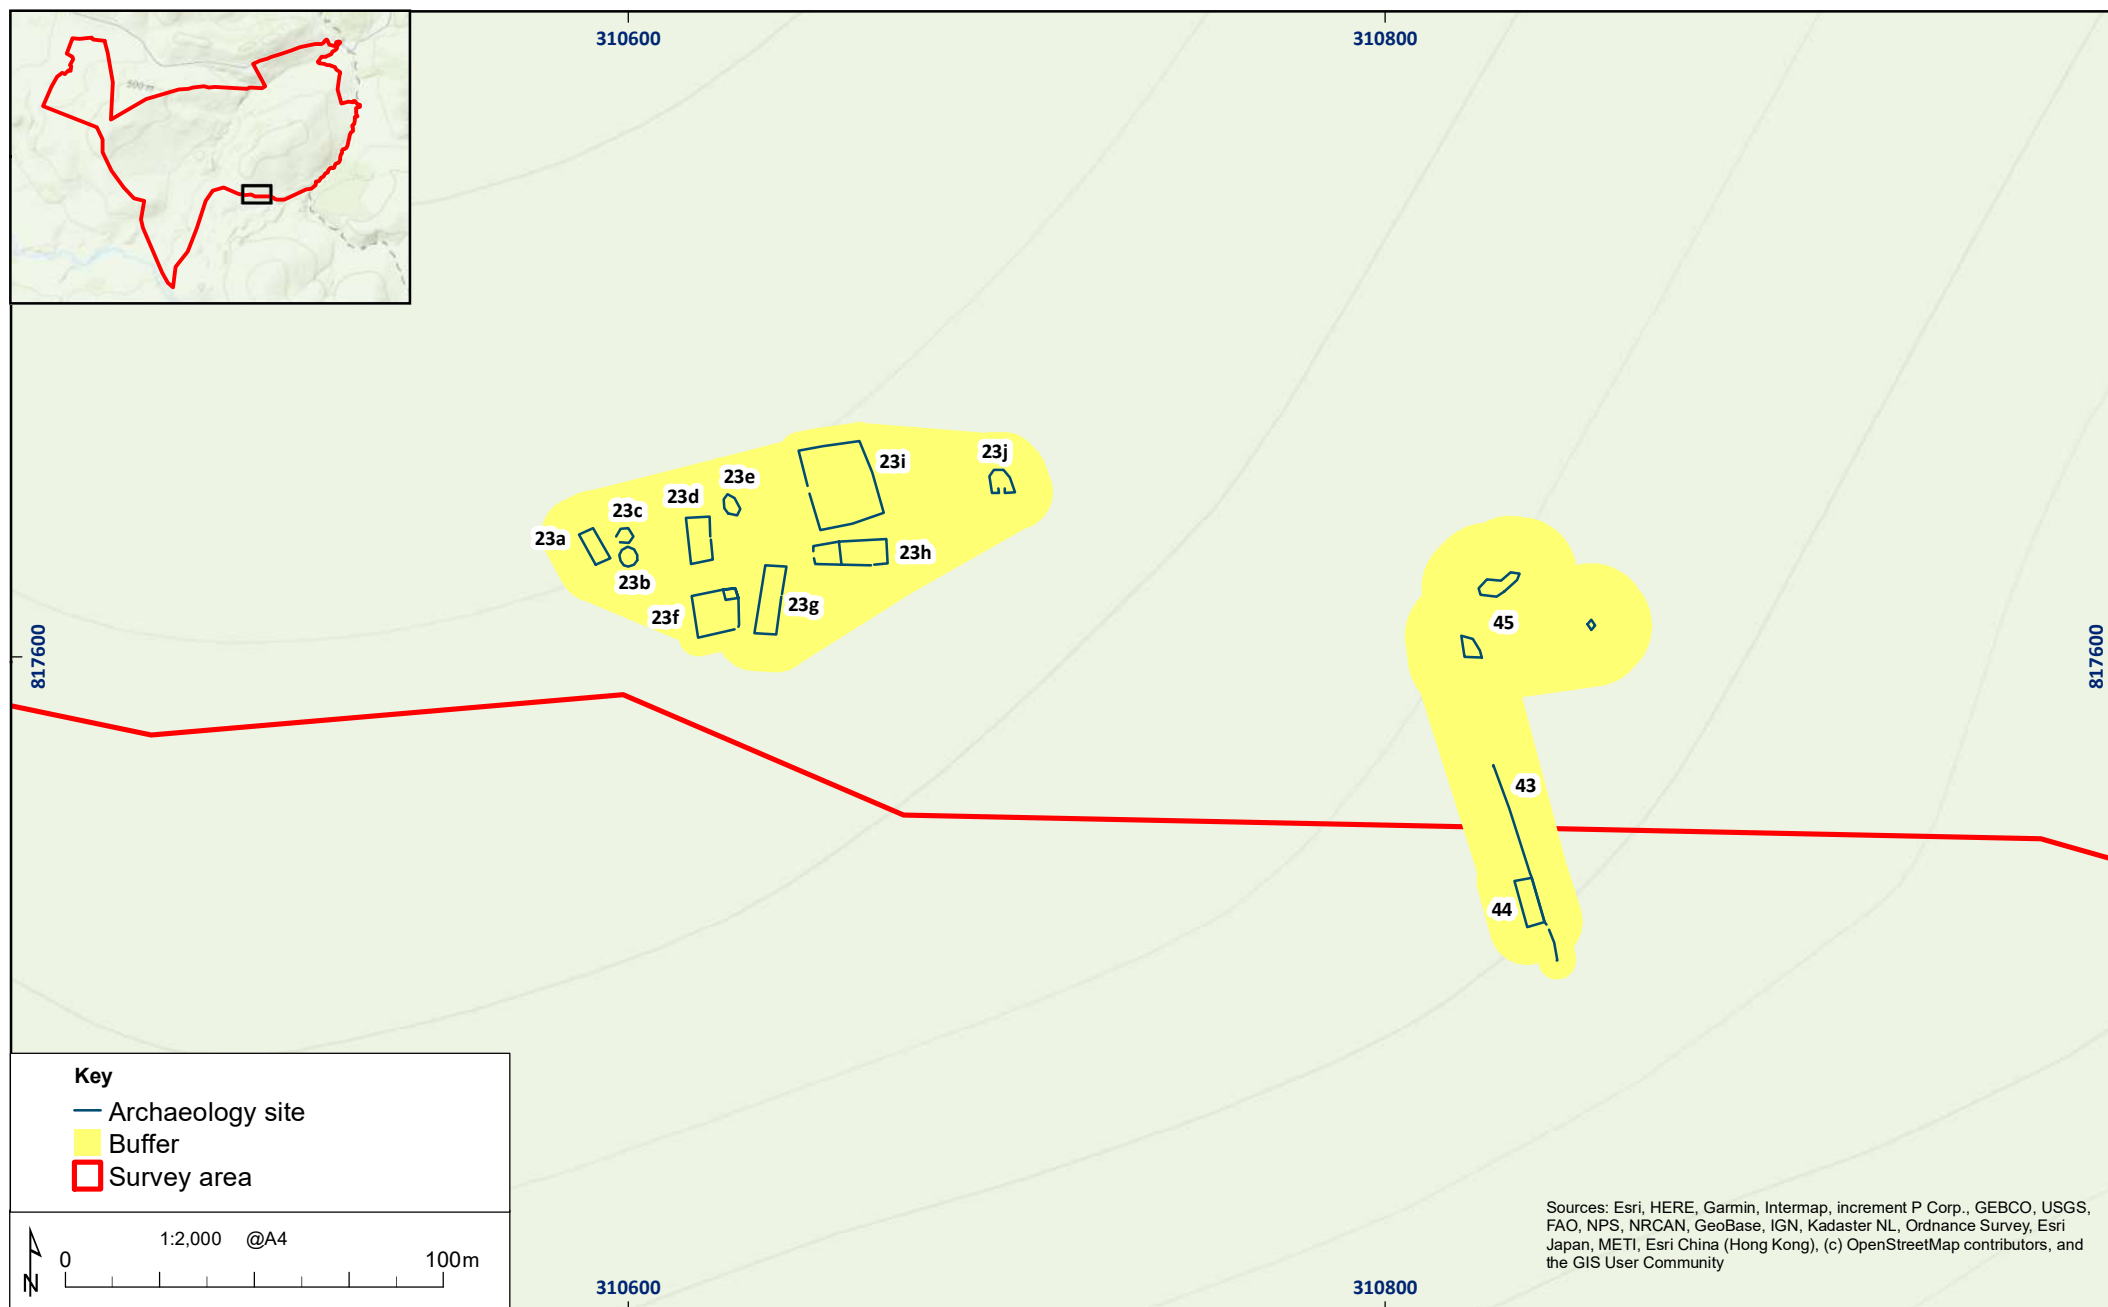 310600
310800
500 m
23i
23j
23e
23d
23c
23a
23h
23b
23g
23f
45
817600
817600
43
44
Key
Archaeology site
Buffer
Survey area
1:2,000 @A4
0 100m
N
310600
310800
Sources: Esri, HERE, Garmin, Intermap, increment P Corp., GEBCO, USGS,
FAO, NPS, NRCAN, GeoBase, IGN, Kadaster NL, Ordnance Survey, Esri
Japan, METI, Esri China (Hong Kong), (c) OpenStreetMap contributors, and
the GIS User Community